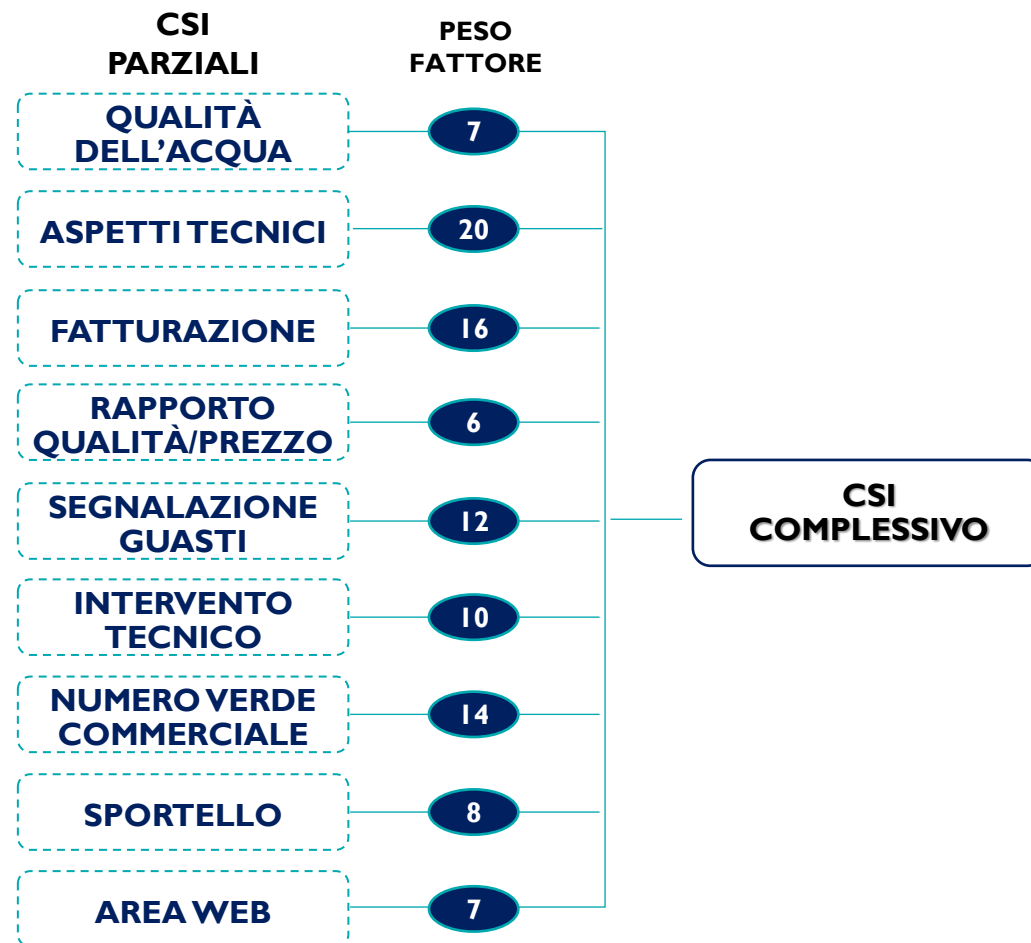 CSI
PARZIALI
PESO
FATTORE
QUALITÀ
DELL'ACQUA
7
ASPETTI TECNICI
20
FATTURAZIONE
16
RAPPORTO
QUALITÀ/PREZZO
6
SEGNALAZIONE
GUASTI
12
CSI
COMPLESSIVO
INTERVENTO
TECNICO
10
NUMERO VERDE
COMMERCIALE
14
SPORTELLO
8
AREA WEB
7